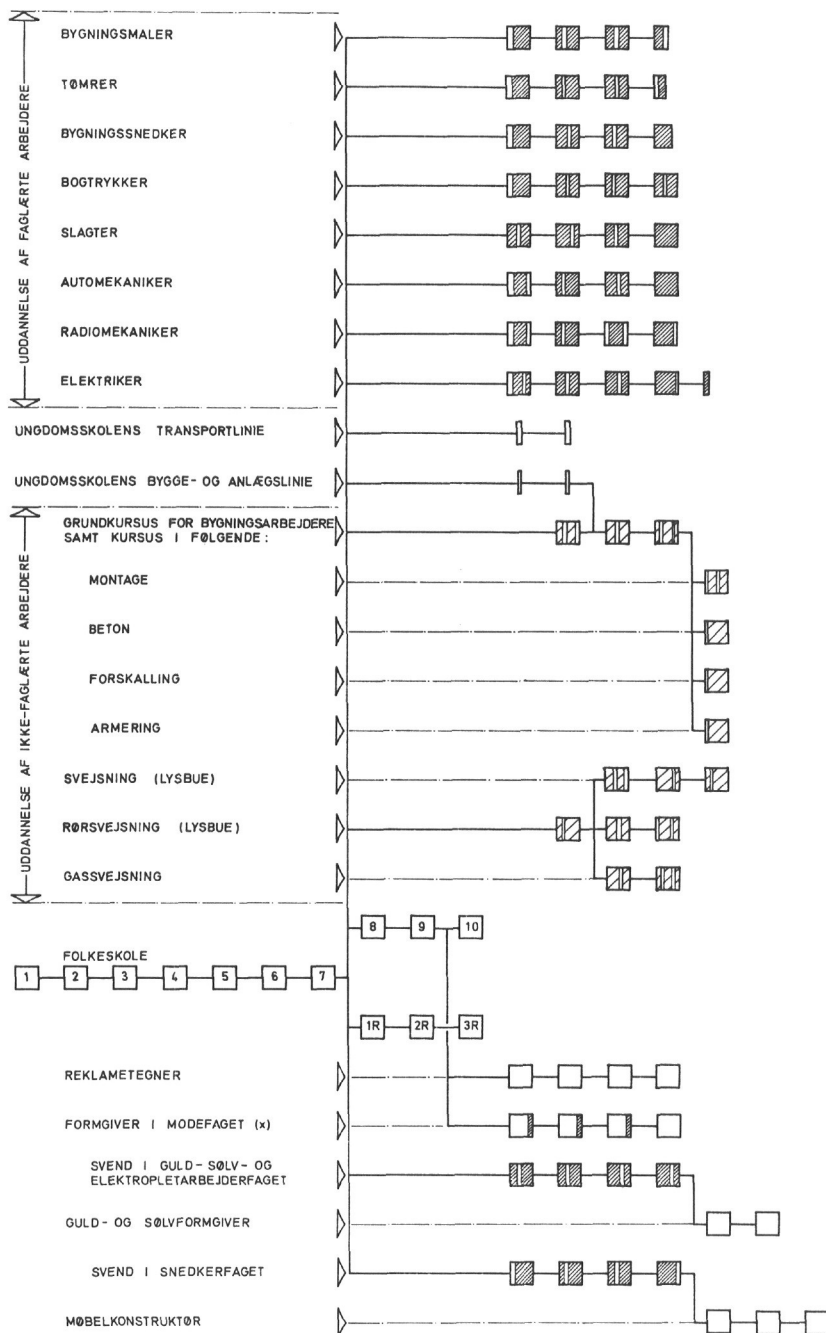 UDDANNELSE AF FAGLÆRTE ARBEJDERE
BYGNINGSMALER
TØMRER
BYGNINGSSNEDKER
BOGTRYKKER
SLAGTER
AUTOMEKANIKER
RADIOMEKANIKER
ELEKTRIKER
UNGDOMSSKOLENS TRANSPORTLINIE
UNGDOMSSKOLENS BYGGE- OG ANLÆGSLINIE
UDDANNELSE AF IKKE-FAGLÆRTE ARBEJDERE
GRUNDKURSUS FOR BYGNINGSARBEJDERE
SAMT KURSUS I FØLGENDE:
MONTAGE
BETON
FORSKALLING
ARMERING
SVEJSNING (LYSBUE)
RØRSVEJSNING (LYSBUE)
GASSVEJSNING
8 9 10
FOLKESKOLE
1 2 3 4 5 6 7
1R 2R 3R
REKLAMETEGNER
FORMGIVER I MODEFAGET (x)
SVEND I GULD- SØLV- OG
ELEKTROPLETARBEJDERFAGET
GULD- OG SØLVFORMGIVER
SVEND I SNEDKERFAGET
MØBELKONSTRUKTØR